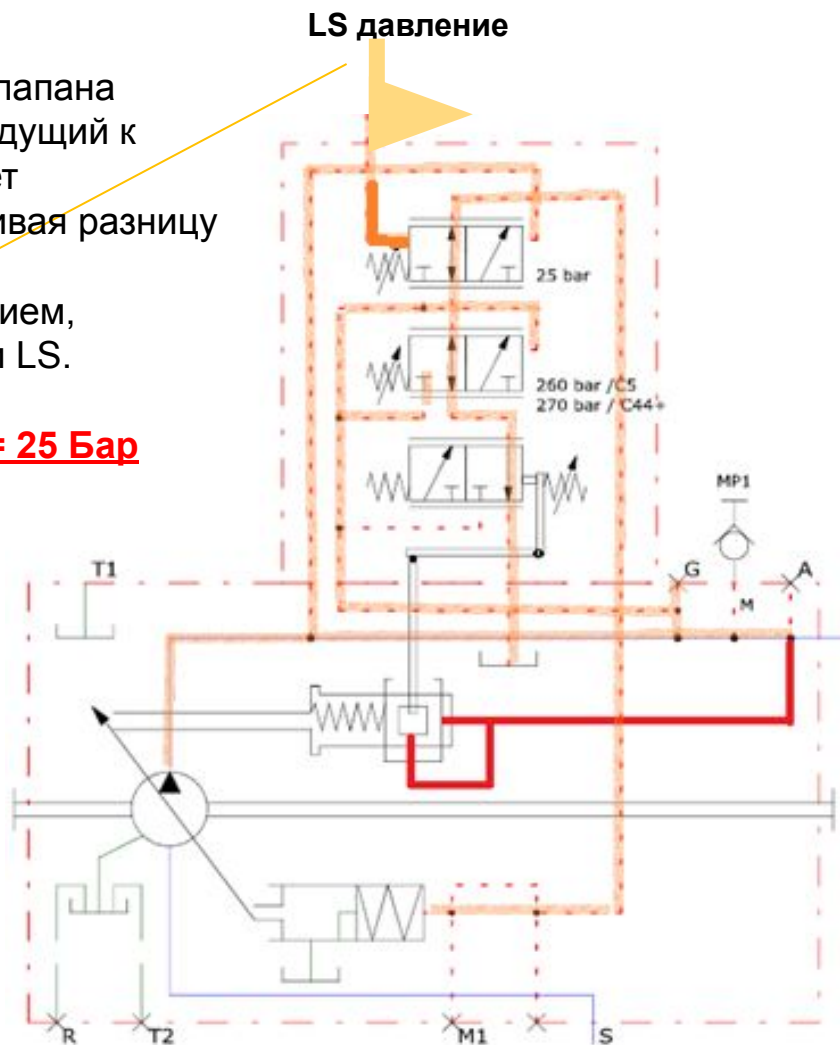 LS давление
лапана
дущий к
ет
ивая разницу
ием,
и LS.
= 25 Бар
25 bar
260 bar /C5
270 bar / C44+
MP1
T1
G
A
M
R
T2
M1
S